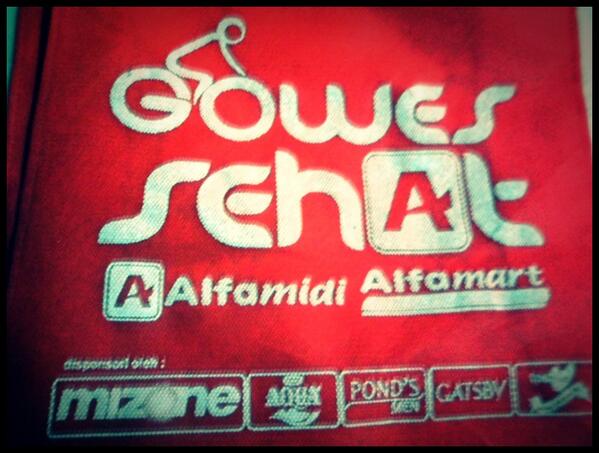 Gowes
sehAt
A Alfamidi Alfamart
disponsori oleh :
mizone AQUA POND'S MEN GATSBY